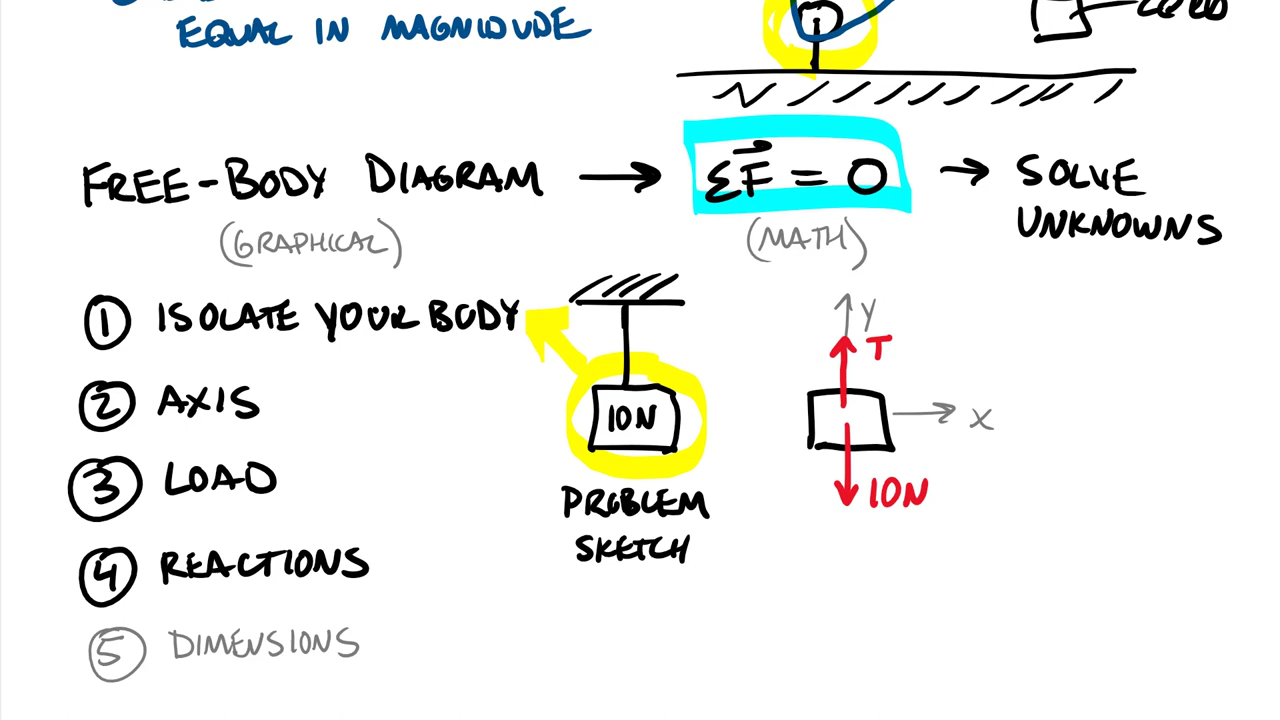 EQUAL IN MAGNIDUDE
FREE-BODY DIAGRAM → ΣF⃗ = 0 → SOLVE UNKNOWNS
(GRAPHICAL)
(MATH)
① ISOLATE YOUR BODY
② AXIS
③ LOAD
④ REACTIONS
⑤ DIMENSIONS
10N
PROBLEM
SKETCH
y
T
x
10N